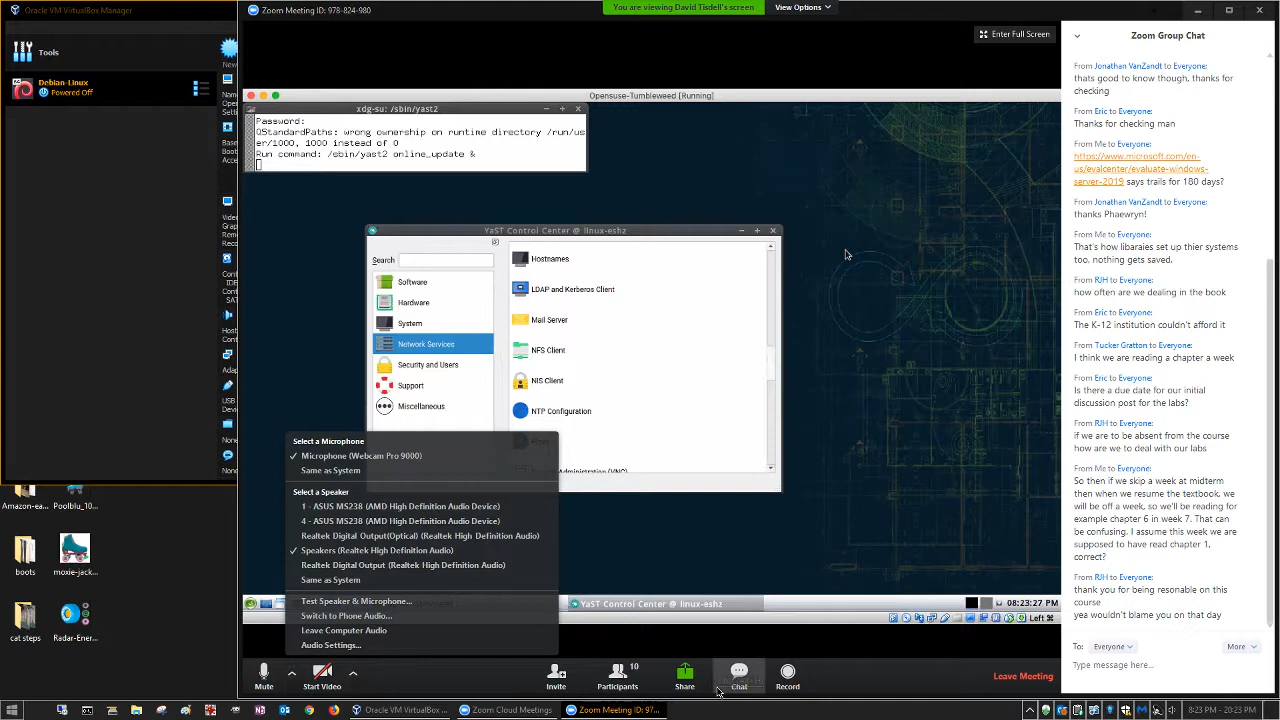 Oracle VM VirtualBox Manager
Tools
New
Debian-Linux
Powered Off
Zoom Meeting ID: 978-824-980
You are viewing David Tisdell's screen
View Options
Enter Full Screen
Opensuse-Tumbleweed [Running]
xdg-su: /sbin/yast2
Password:
QStandardPaths: wrong ownership on runtime directory /run/us
er/1000, 1000 instead of 0
Run command: /sbin/yast2 online_update &
YaST Control Center @ linux-eshz
Search
Software
Hardware
System
Network Services
Security and Users
Support
Miscellaneous
Hostnames
LDAP and Kerberos Client
Mail Server
NFS Client
NIS Client
NTP Configuration
Select a Microphone
Microphone (Webcam Pro 9000)
Same as System
Select a Speaker
1 - ASUS MS238 (AMD High Definition Audio Device)
4 - ASUS MS238 (AMD High Definition Audio Device)
Realtek Digital Output(Optical) (Realtek High Definition Audio)
Speakers (Realtek High Definition Audio)
Realtek Digital Output (Realtek High Definition Audio)
Same as System
Test Speaker & Microphone...
Switch to Phone Audio...
Leave Computer Audio
Audio Settings...
YaST Control Center @ linux-eshz
08:23:27 PM
Left ⌘
Mute
Start Video
Invite
10
Participants
Share
Chat
Record
Leave Meeting
Zoom Group Chat
From Jonathan VanZandt to Everyone:
thats good to know though, thanks for
checking
From Eric to Everyone:
Thanks for checking man
From Me to Everyone:
https://www.microsoft.com/en-
us/evalcenter/evaluate-windows-
server-2019 says trails for 180 days?
From Jonathan VanZandt to Everyone:
thanks Phaewryn!
From Me to Everyone:
That's how libraries set up thier systems
too. nothing gets saved.
From RJH to Everyone:
how often are we dealing in the book
From Eric to Everyone:
The K-12 institution couldn't afford it
From Tucker Gratton to Everyone:
I think we are reading a chapter a week
From Eric to Everyone:
Is there a due date for our initial
discussion post for the labs?
From RJH to Everyone:
if we are to be absent from the course
how are we to deal with our labs
From Me to Everyone:
So then if we skip a week at midterm
then when we resume the textbook, we
will be off a week, so we'll be reading for
example chapter 6 in week 7. That can
be confusing. I assume this week we are
supposed to have read chapter 1,
correct?
From RJH to Everyone:
thank you for being resonable on this
course
yea wouldn't blame you on that day
To: Everyone
More
Type message here...
Amazon-ea...
Poolblu_10...
boots
moxie-jack...
cat steps
Radar-Ener...
Oracle VM VirtualBox ...
Zoom Cloud Meetings
Zoom Meeting ID: 97...
8:23 PM - 20:23 PM